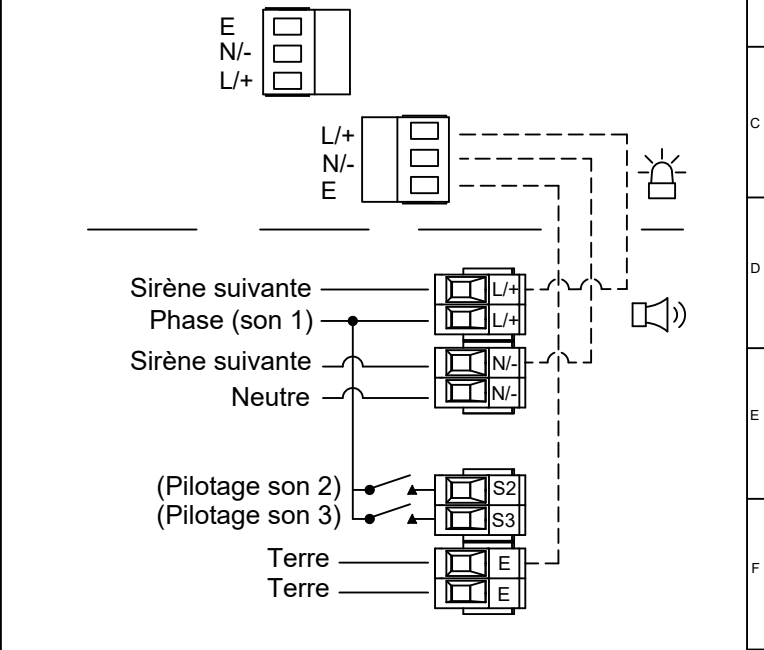 E
N/-
L/+
C
L/+
N/-
E
D
Sirène suivante L/+
Phase (son 1) L/+
Sirène suivante N/-
Neutre N/-
E
(Pilotage son 2) S2
(Pilotage son 3) S3
Terre E
F
Terre E